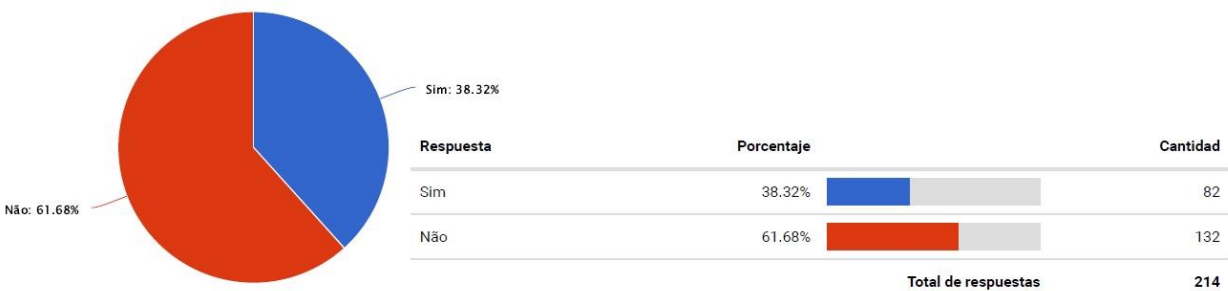 Sim: 38.32%
Não: 61.68%
Respuesta Porcentaje Cantidad
Sim 38.32% 82
Não 61.68% 132
Total de respuestas 214